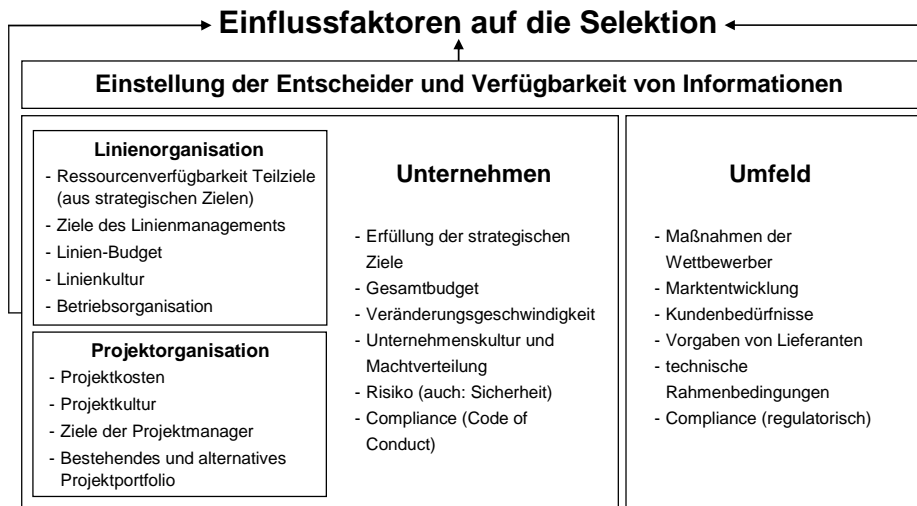 Einflussfaktoren auf die Selektion
Einstellung der Entscheider und Verfügbarkeit von Informationen
Linienorganisation
- Ressourcenverfügbarkeit Teilziele
(aus strategischen Zielen)
- Ziele des Linienmanagements
- Linien-Budget
- Linienkultur
- Betriebsorganisation
Projektorganisation
- Projektkosten
- Projektkultur
- Ziele der Projektmanager
- Bestehendes und alternatives
Projektportfolio
Unternehmen
- Erfüllung der strategischen
Ziele
- Gesamtbudget
- Veränderungsgeschwindigkeit
- Unternehmenskultur und
Machtverteilung
- Risiko (auch: Sicherheit)
- Compliance (Code of
Conduct)
Umfeld
- Maßnahmen der
Wettbewerber
- Marktentwicklung
- Kundenbedürfnisse
- Vorgaben von Lieferanten
- technische
Rahmenbedingungen
- Compliance (regulatorisch)